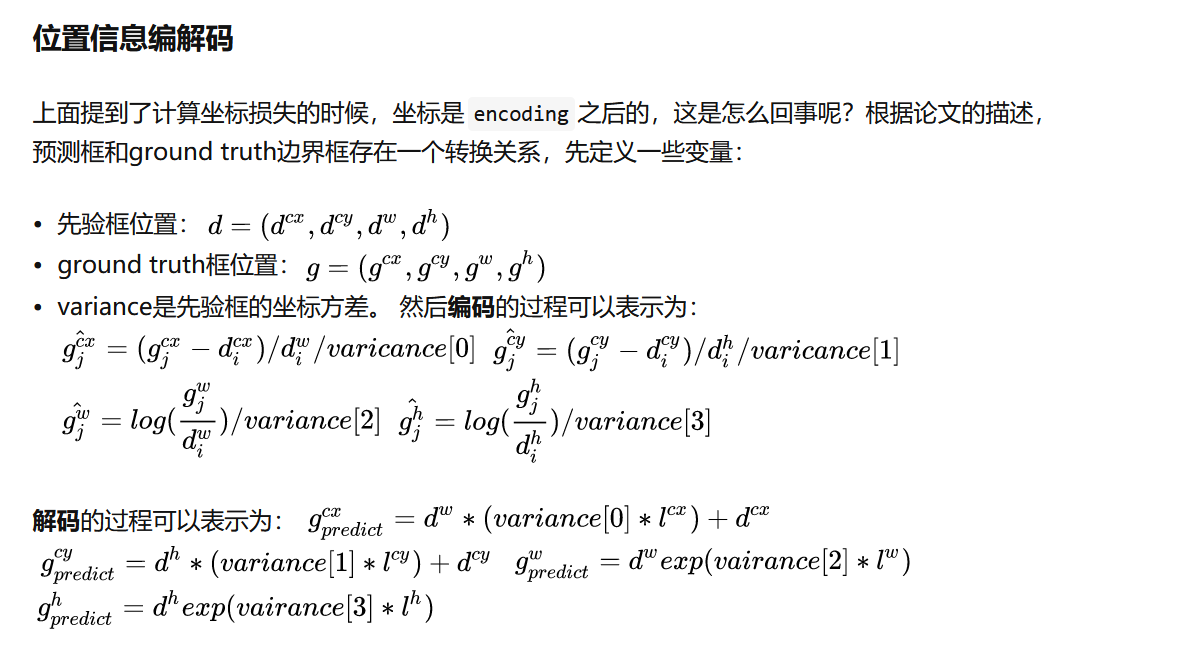 位置信息编解码
上面提到了计算坐标损失的时候，坐标是 encoding 之后的，这是怎么回事呢？根据论文的描述，
预测框和ground truth边界框存在一个转换关系，先定义一些变量：
• 先验框位置： $d = (d^{cx}, d^{cy}, d^{w}, d^{h})$
• ground truth框位置： $g = (g^{cx}, g^{cy}, g^{w}, g^{h})$
• variance是先验框的坐标方差。 然后编码的过程可以表示为：
$\hat{g_j^{cx}} = (g_j^{cx} - d_i^{cx})/d_i^w/varicance[0]$ $\hat{g_j^{cy}} = (g_j^{cy} - d_i^{cy})/d_i^h/varicance[1]$
$\hat{g_j^w} = log(\frac{g_j^w}{d_i^w})/variance[2]$ $\hat{g_j^h} = log(\frac{g_j^h}{d_i^h})/variance[3]$
解码的过程可以表示为： $g_{predict}^{cx} = d^w * (variance[0] * l^{cx}) + d^{cx}$
$g_{predict}^{cy} = d^h * (variance[1] * l^{cy}) + d^{cy}$ $g_{predict}^w = d^w exp(vairance[2] * l^w)$
$g_{predict}^h = d^h exp(vairance[3] * l^h)$